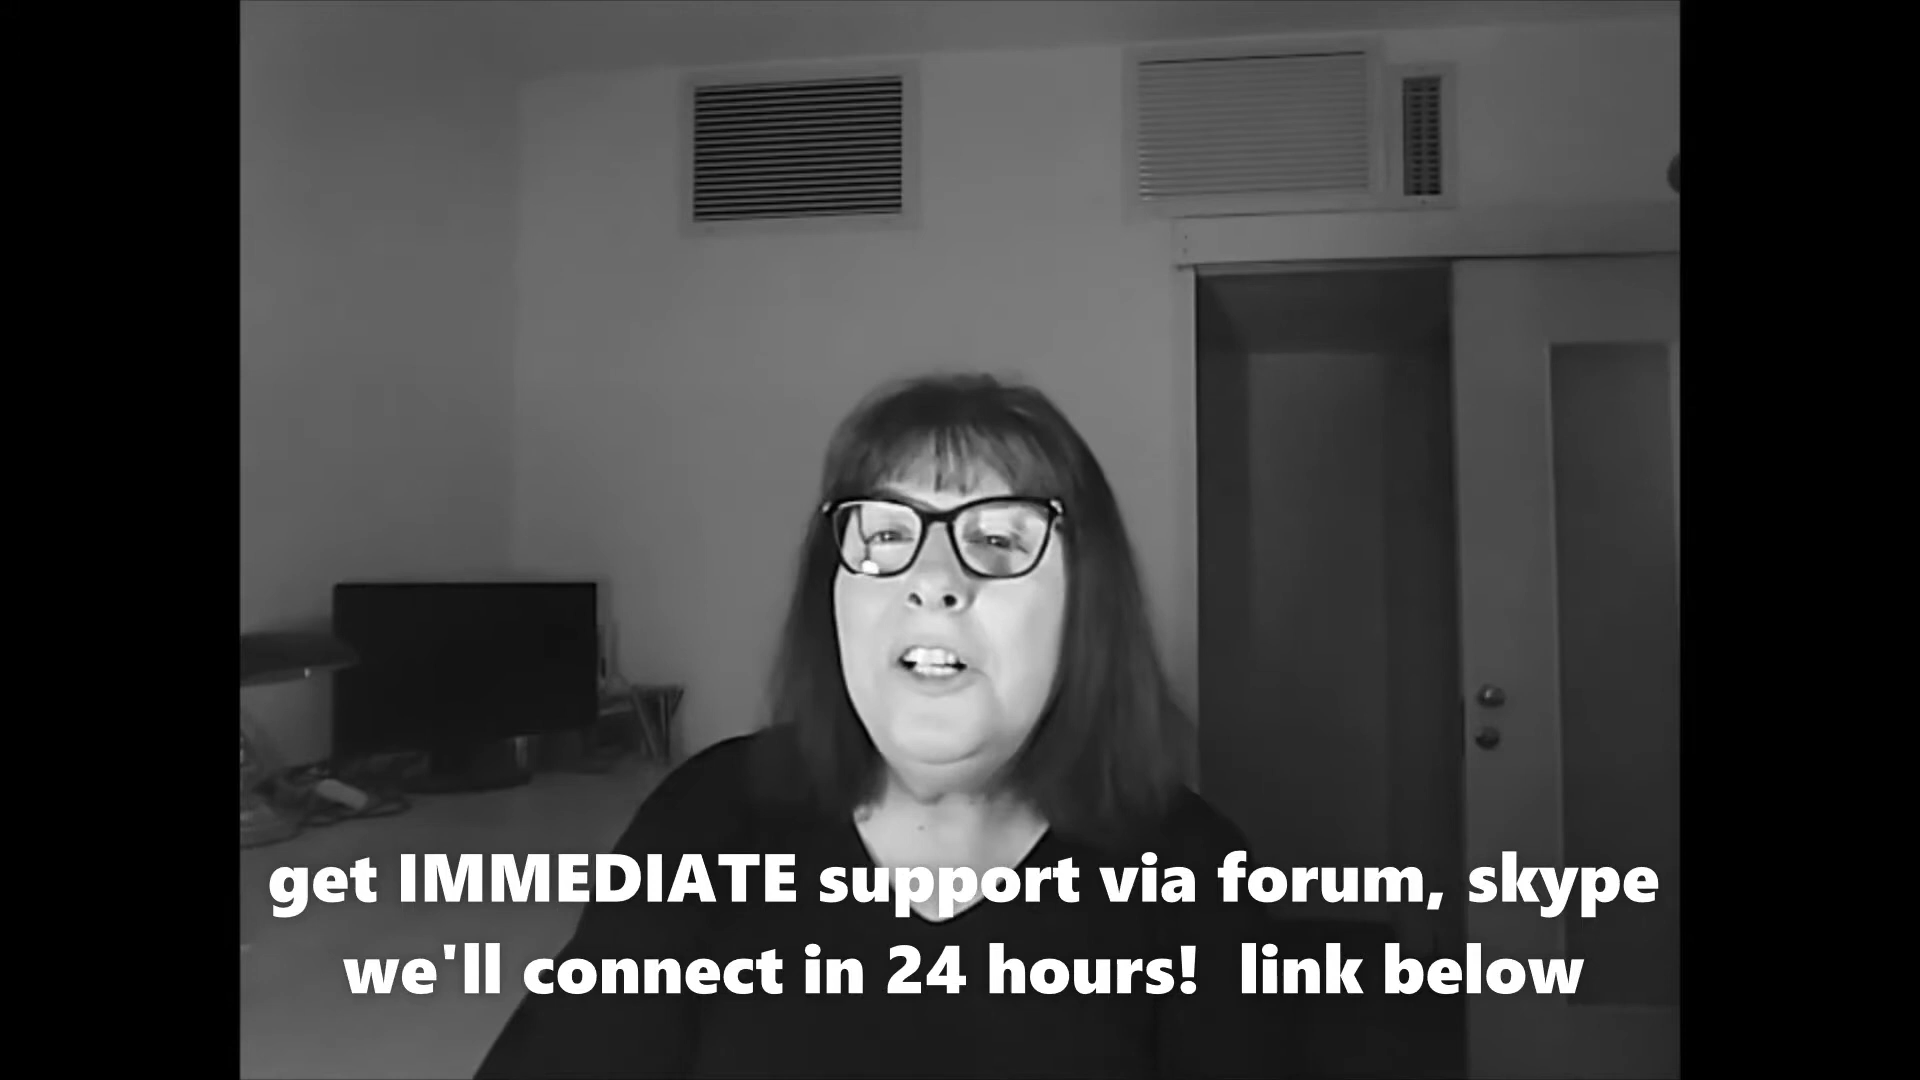 get IMMEDIATE support via forum, skype
we'll connect in 24 hours!  link below